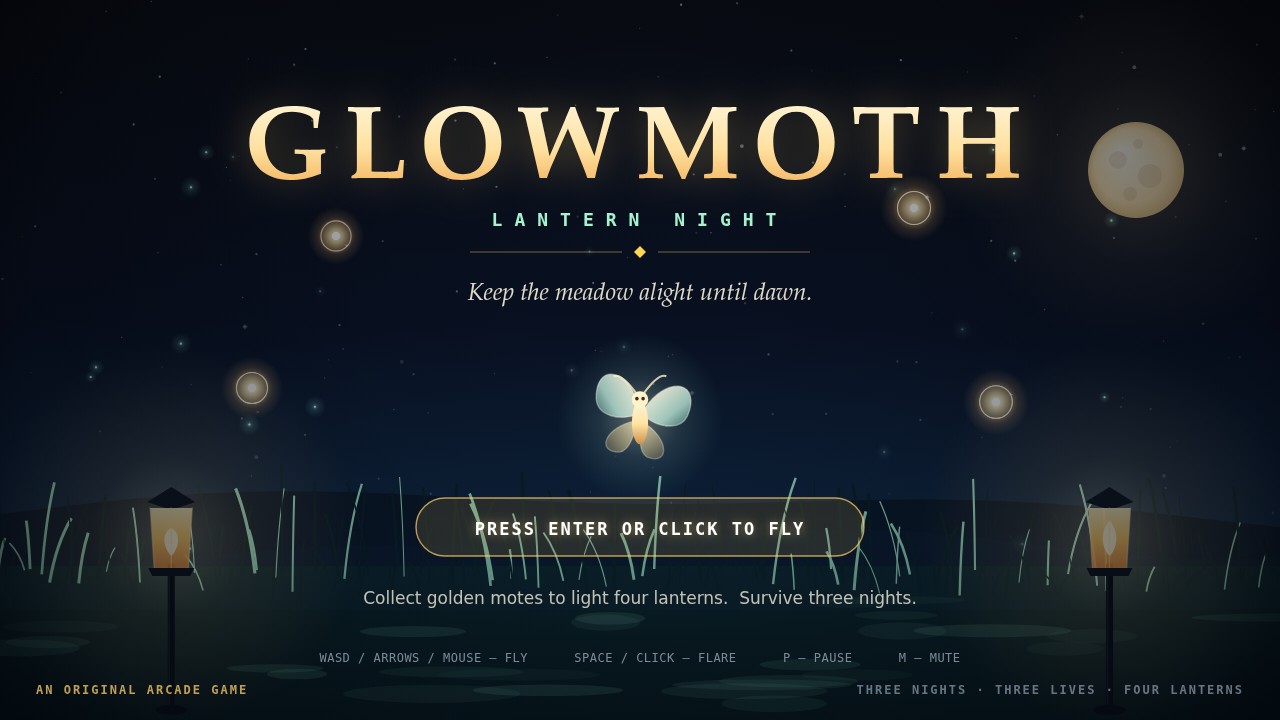 GLOWMOTH
LANTERN NIGHT
Keep the meadow alight until dawn.
PRESS ENTER OR CLICK TO FLY
Collect golden motes to light four lanterns. Survive three nights.
WASD / ARROWS / MOUSE — FLY SPACE / CLICK — FLARE P — PAUSE M — MUTE
AN ORIGINAL ARCADE GAME THREE NIGHTS · THREE LIVES · FOUR LANTERNS